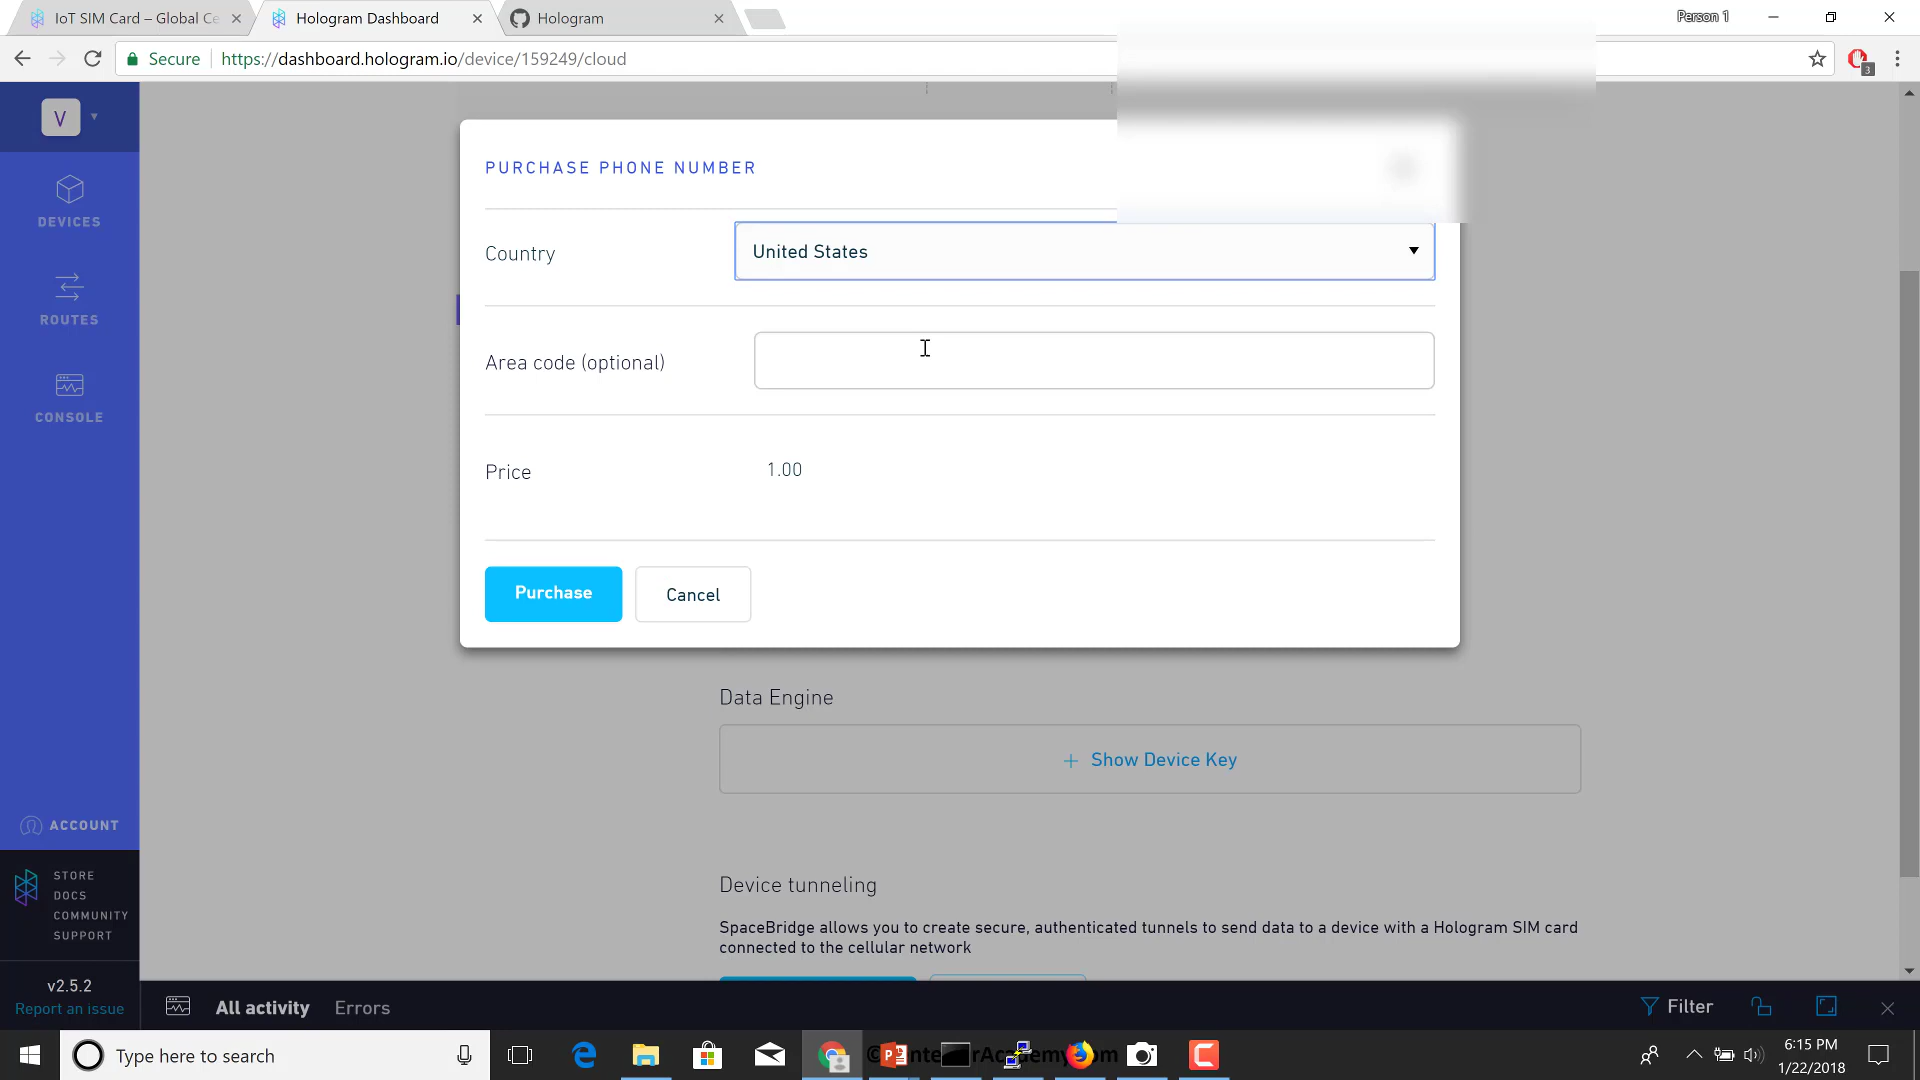 IoT SIM Card – Global Ce
Hologram Dashboard
Hologram
Person 1
Secure
https://dashboard.hologram.io/device/159249/cloud
3
V
DEVICES
ROUTES
CONSOLE
ACCOUNT
STORE
DOCS
COMMUNITY
SUPPORT
v2.5.2
Report an issue
PURCHASE PHONE NUMBER
Country
United States
Area code (optional)
Price
1.00
Purchase
Cancel
Data Engine
+ Show Device Key
Device tunneling
SpaceBridge allows you to create secure, authenticated tunnels to send data to a device with a Hologram SIM card
connected to the cellular network
All activity
Errors
Filter
Type here to search
6:15 PM
1/22/2018